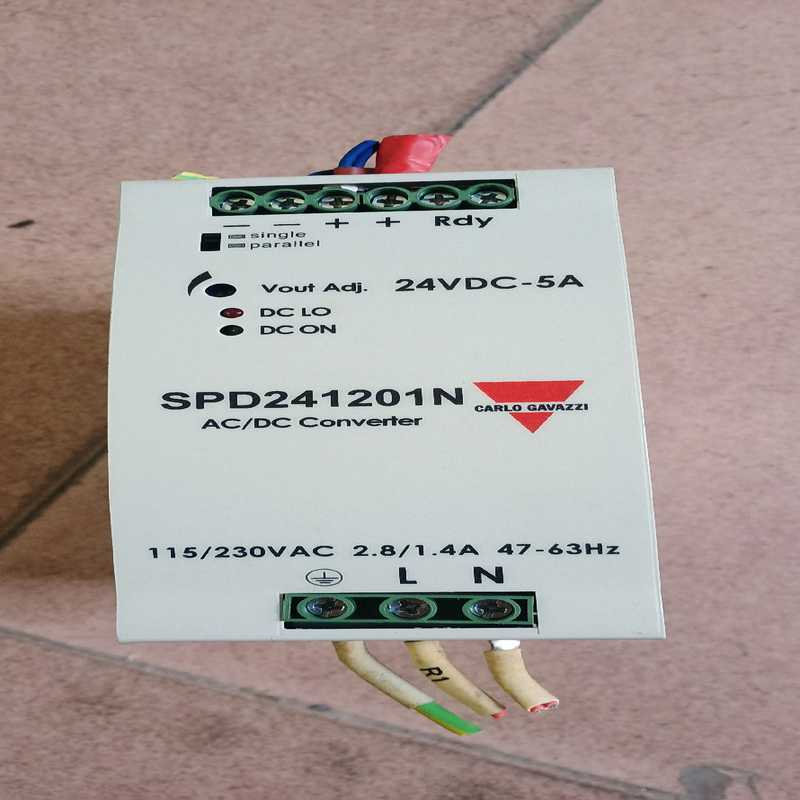 — — + + Rdy
single
parallel
Vout Adj. 24VDC-5A
DC LO
DC ON
SPD241201N
CARLO GAVAZZI
AC/DC Converter
115/230VAC 2.8/1.4A 47-63Hz
L N
R1